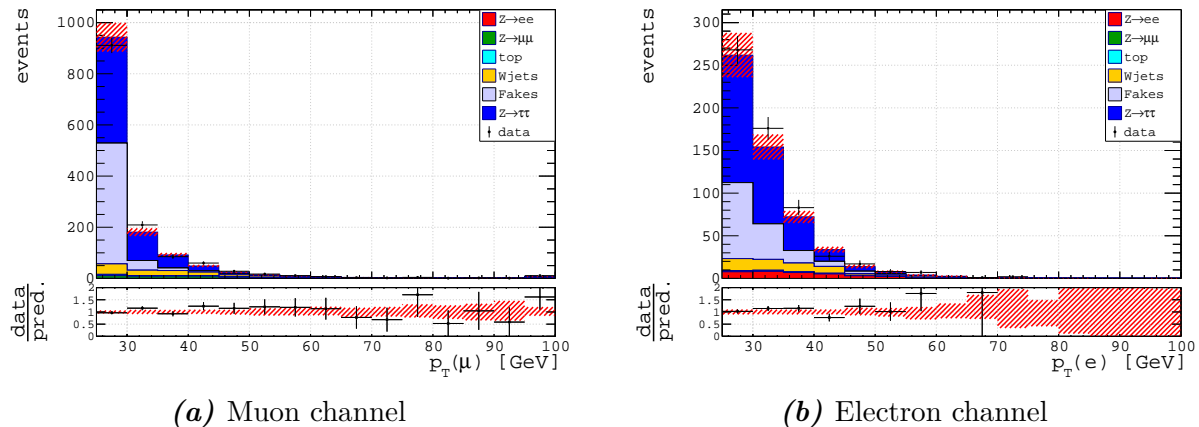 events
1000
800
600
400
200
0
Z→ee
Z→μμ
top
Wjets
Fakes
Z→ττ
data
data
pred.
2
1.5
1
0.5
0
30 40 50 60 70 80 90 100
p_T(μ) [GeV]
(a) Muon channel
events
300
250
200
150
100
50
0
Z→ee
Z→μμ
top
Wjets
Fakes
Z→ττ
data
data
pred.
2
1.5
1
0.5
0
30 40 50 60 70 80 90 100
p_T(e) [GeV]
(b) Electron channel